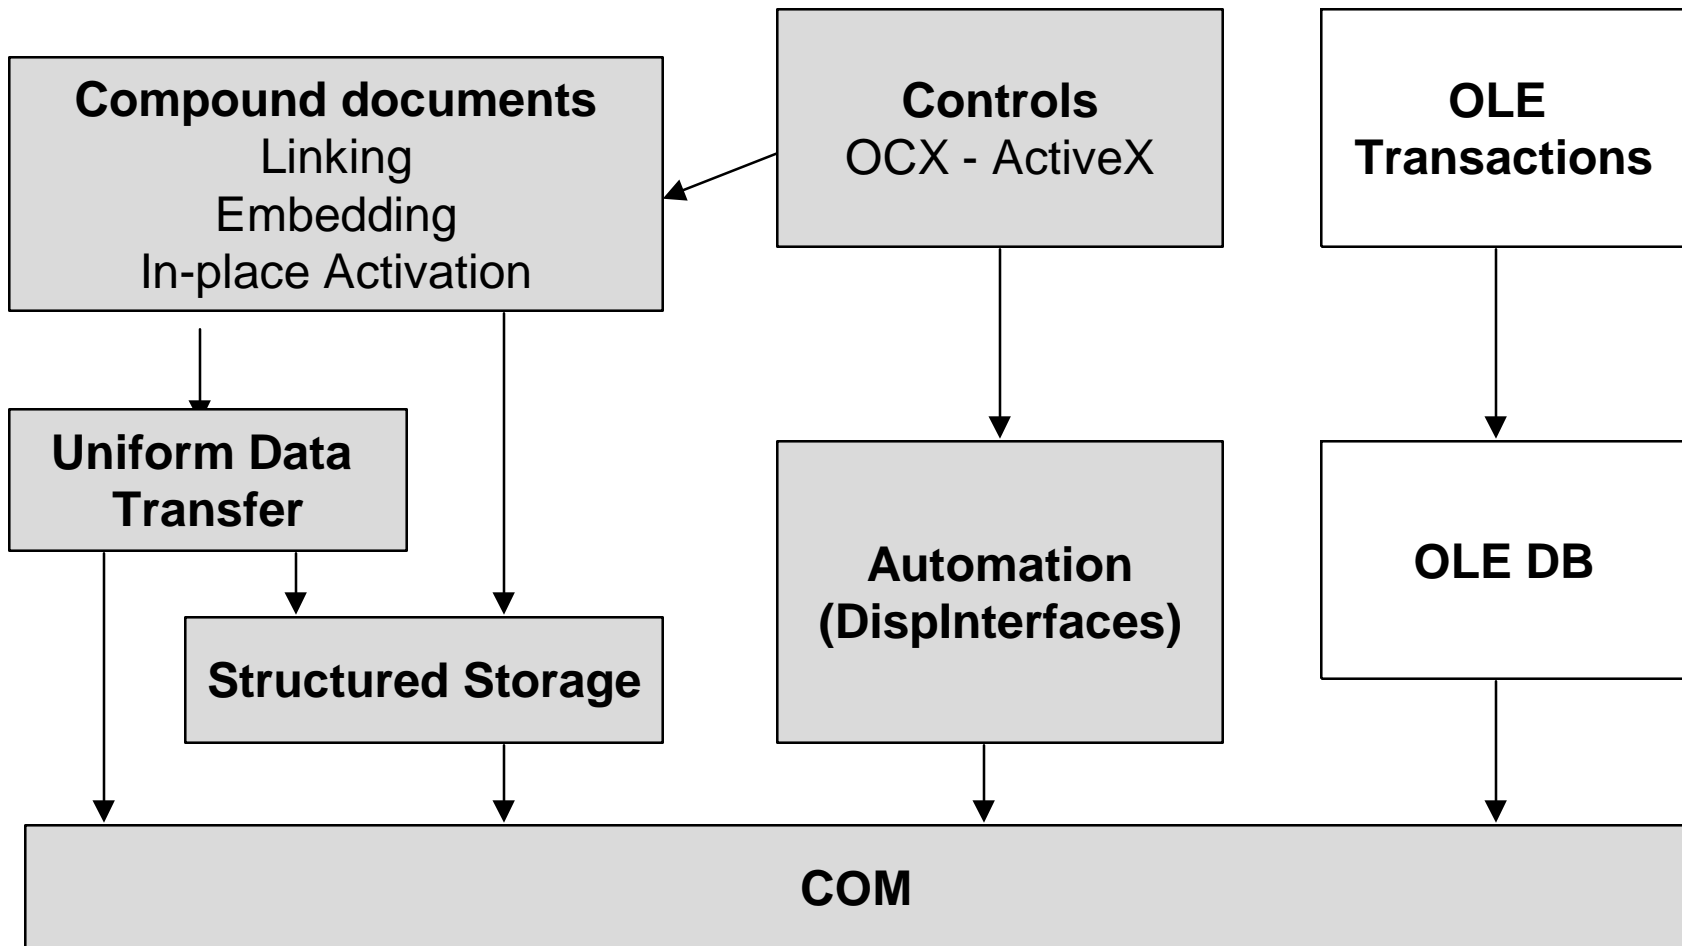 Compound documents
Linking
Embedding
In-place Activation
Controls
OCX - ActiveX
OLE
Transactions
Uniform Data
Transfer
Structured Storage
Automation
(DispInterfaces)
OLE DB
COM